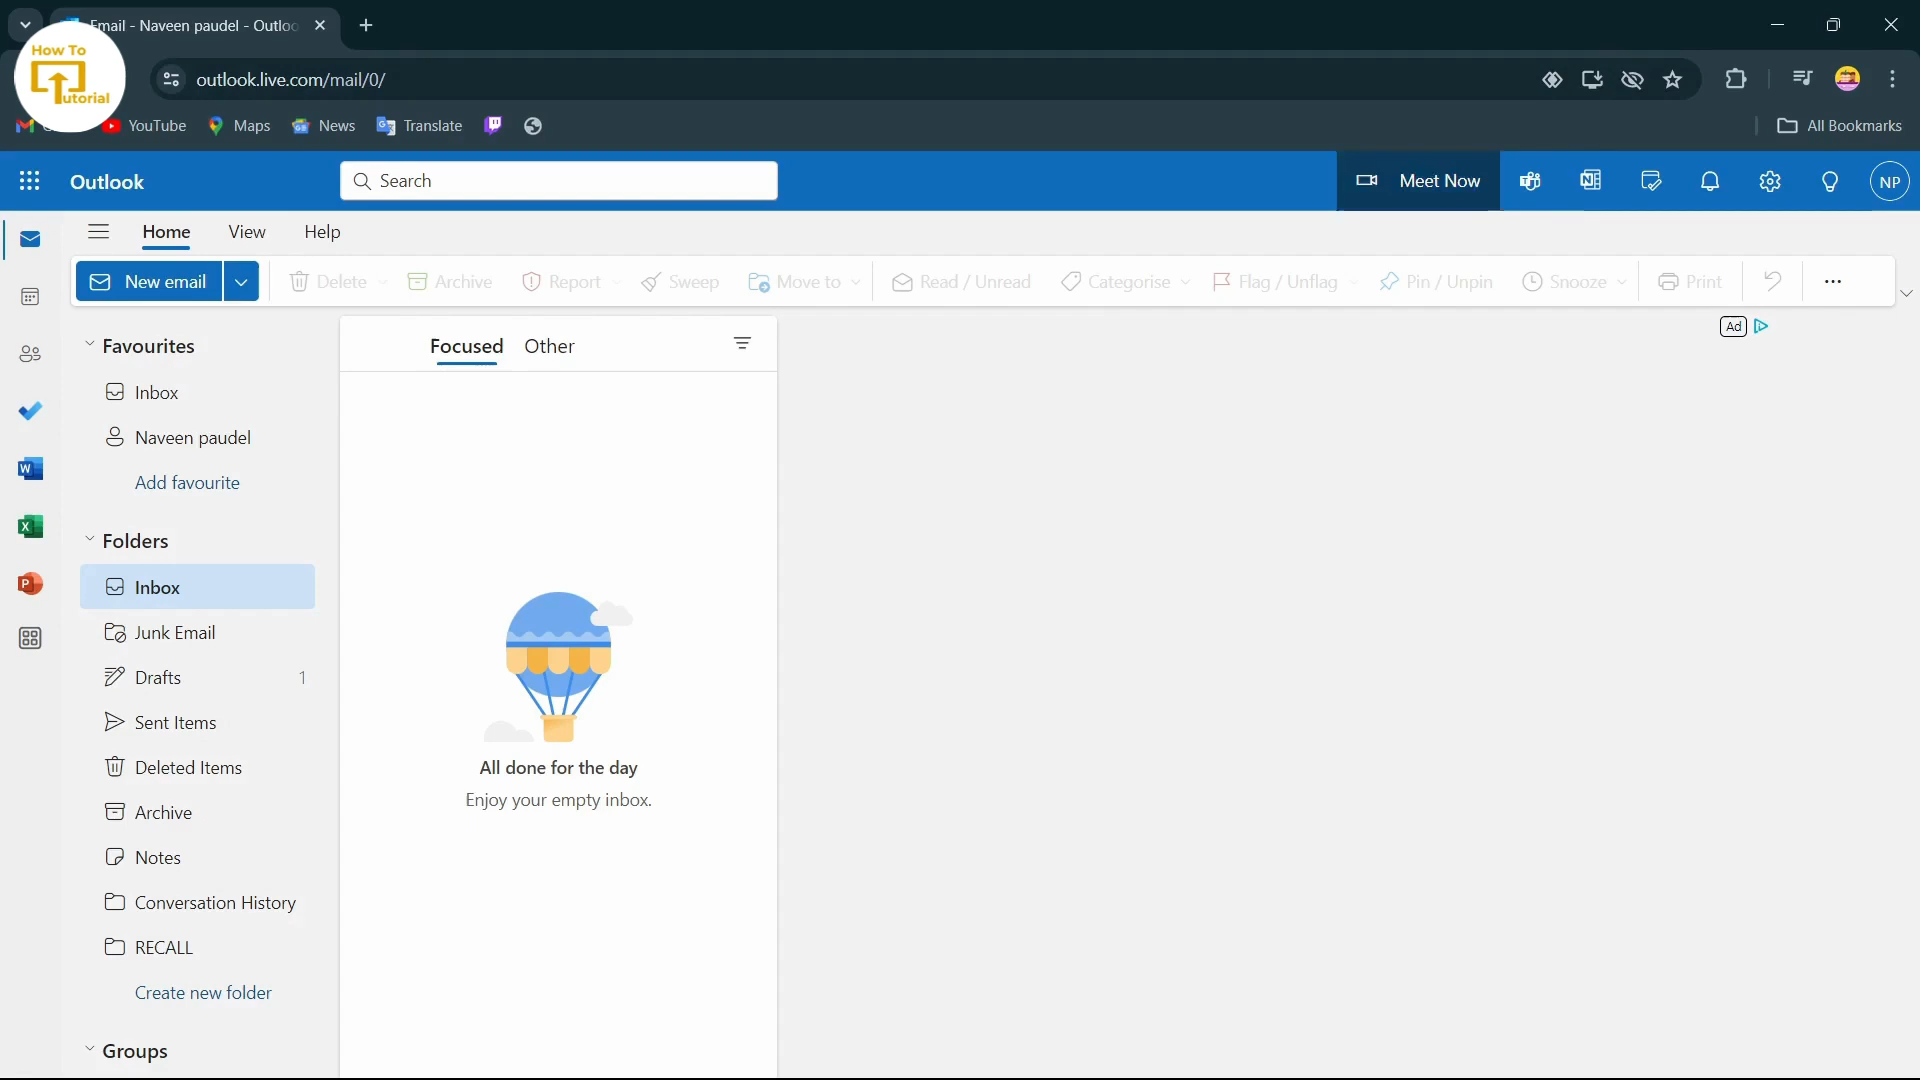 Email - Naveen paudel - Outloo
How To
utorial
outlook.live.com/mail/0/
YouTube
Maps
News
Translate
All Bookmarks
Outlook
Search
Meet Now
NP
Home
View
Help
New email
Delete
Archive
Report
Sweep
Move to
Read / Unread
Categorise
Flag / Unflag
Pin / Unpin
Snooze
Print
Favourites
Inbox
Naveen paudel
Add favourite
Folders
Inbox
Junk Email
Drafts
1
Sent Items
Deleted Items
Archive
Notes
Conversation History
RECALL
Create new folder
Groups
Focused
Other
All done for the day
Enjoy your empty inbox.
Ad